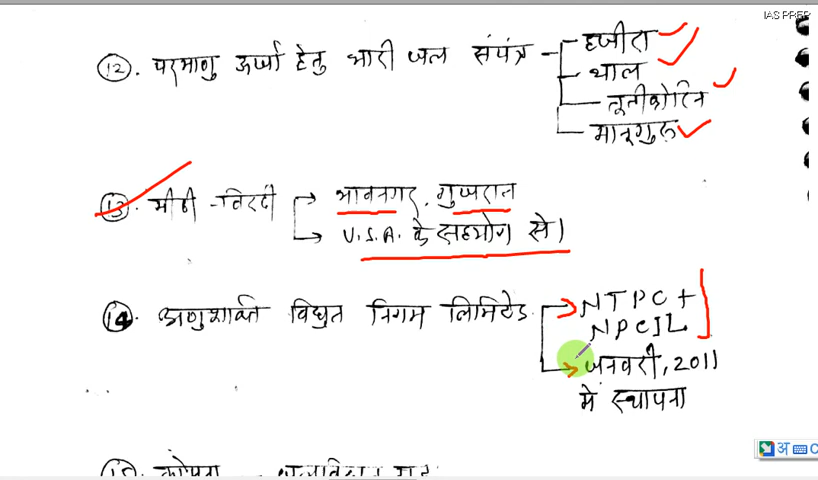 IAS PREP
(12). परमाणु ऊर्जा हेतु भारी जल संयंत्र - हजीरा
थाल
तूतीकोरिन
मानुगुरु
(13). मीठी -विरदी → भावनगर, गुजरात
→ U.S.A. के सहयोग से।
(14. अणुशक्ति विद्युत निगम लिमिटेड → NTPC +
NPCIL
→ जनवरी, 2011
में स्थापना
अ